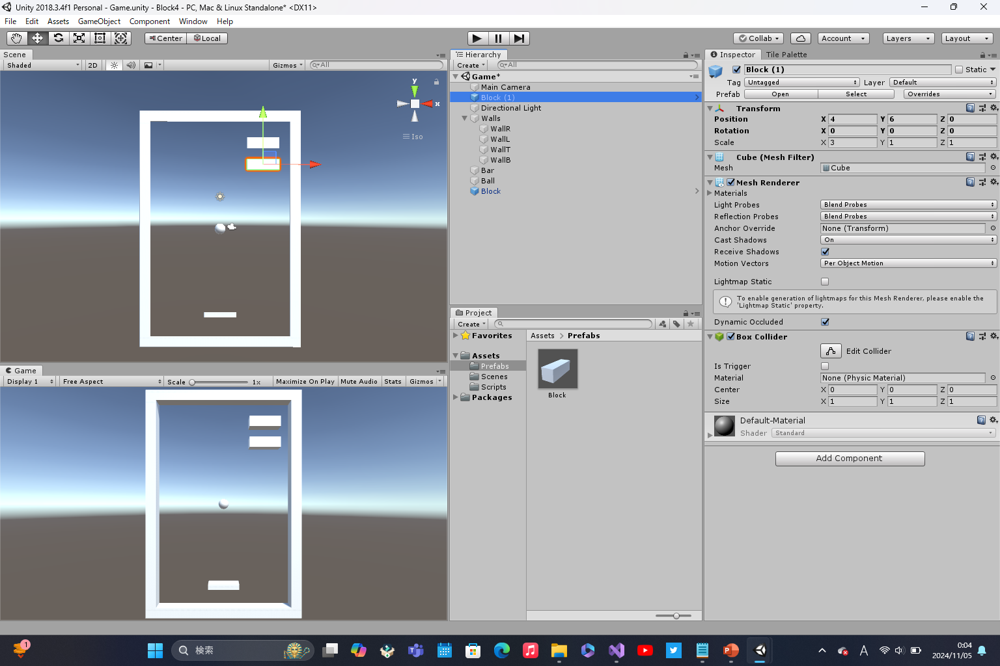 Unity 2018.3.4f1 Personal - Game.unity - Block4 - PC, Mac & Linux Standalone* <DX11>
File Edit Assets GameObject Component Window Help
Center Local Collab Account Layers Layout
Scene
Shaded 2D Gizmos All
y
x
Iso
Game
Display 1 Free Aspect Scale 1x Maximize On Play Mute Audio Stats Gizmos
Hierarchy
Create All
Game*
Main Camera
Block (1)
Directional Light
Walls
WallR
WallL
WallT
WallB
Bar
Ball
Block
Project
Create
Favorites
Assets
Prefabs
Scenes
Scripts
Packages
Assets > Prefabs
Block
Inspector Tile Palette
Block (1) Static
Tag Untagged Layer Default
Prefab Open Select Overrides
Transform
Position X 4 Y 6 Z 0
Rotation X 0 Y 0 Z 0
Scale X 3 Y 1 Z 1
Cube (Mesh Filter)
Mesh Cube
Mesh Renderer
Materials
Light Probes Blend Probes
Reflection Probes Blend Probes
Anchor Override None (Transform)
Cast Shadows On
Receive Shadows
Motion Vectors Per Object Motion
Lightmap Static
To enable generation of lightmaps for this Mesh Renderer, please enable the
'Lightmap Static' property.
Dynamic Occluded
Box Collider
Edit Collider
Is Trigger
Material None (Physic Material)
Center X 0 Y 0 Z 0
Size X 1 Y 1 Z 1
Default-Material
Shader Standard
Add Component
1
検索
A
0:04
2024/11/05